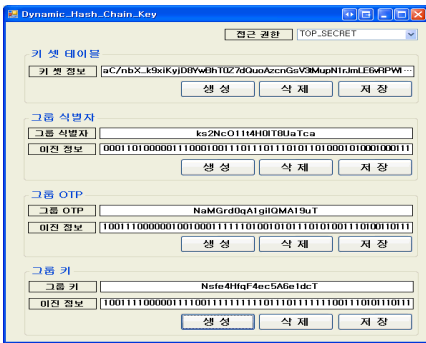 Dynamic_Hash_Chain_Key
접근 권한 TOP_SECRET
키 셋 테이블
키 셋 정보
생 성 삭 제 저 장
그룹 식별자
그룹 식별자 ks2NcO11t4H0IT8UaTca
이진 정보
생 성 삭 제 저 장
그룹 OTP
그룹 OTP NaMGrd0qA1gilQMA19uT
이진 정보
생 성 삭 제 저 장
그룹 키
그룹 키 Nsfe4HfqF4ec5A6e1dcT
이진 정보
생 성 삭 제 저 장